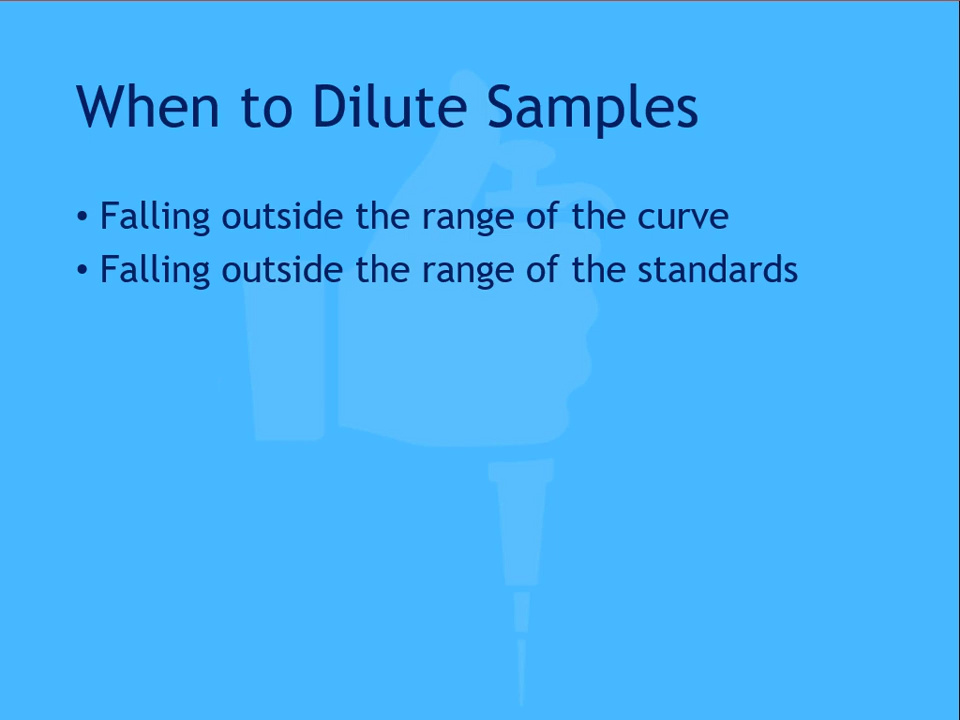 When to Dilute Samples
• Falling outside the range of the curve
• Falling outside the range of the standards